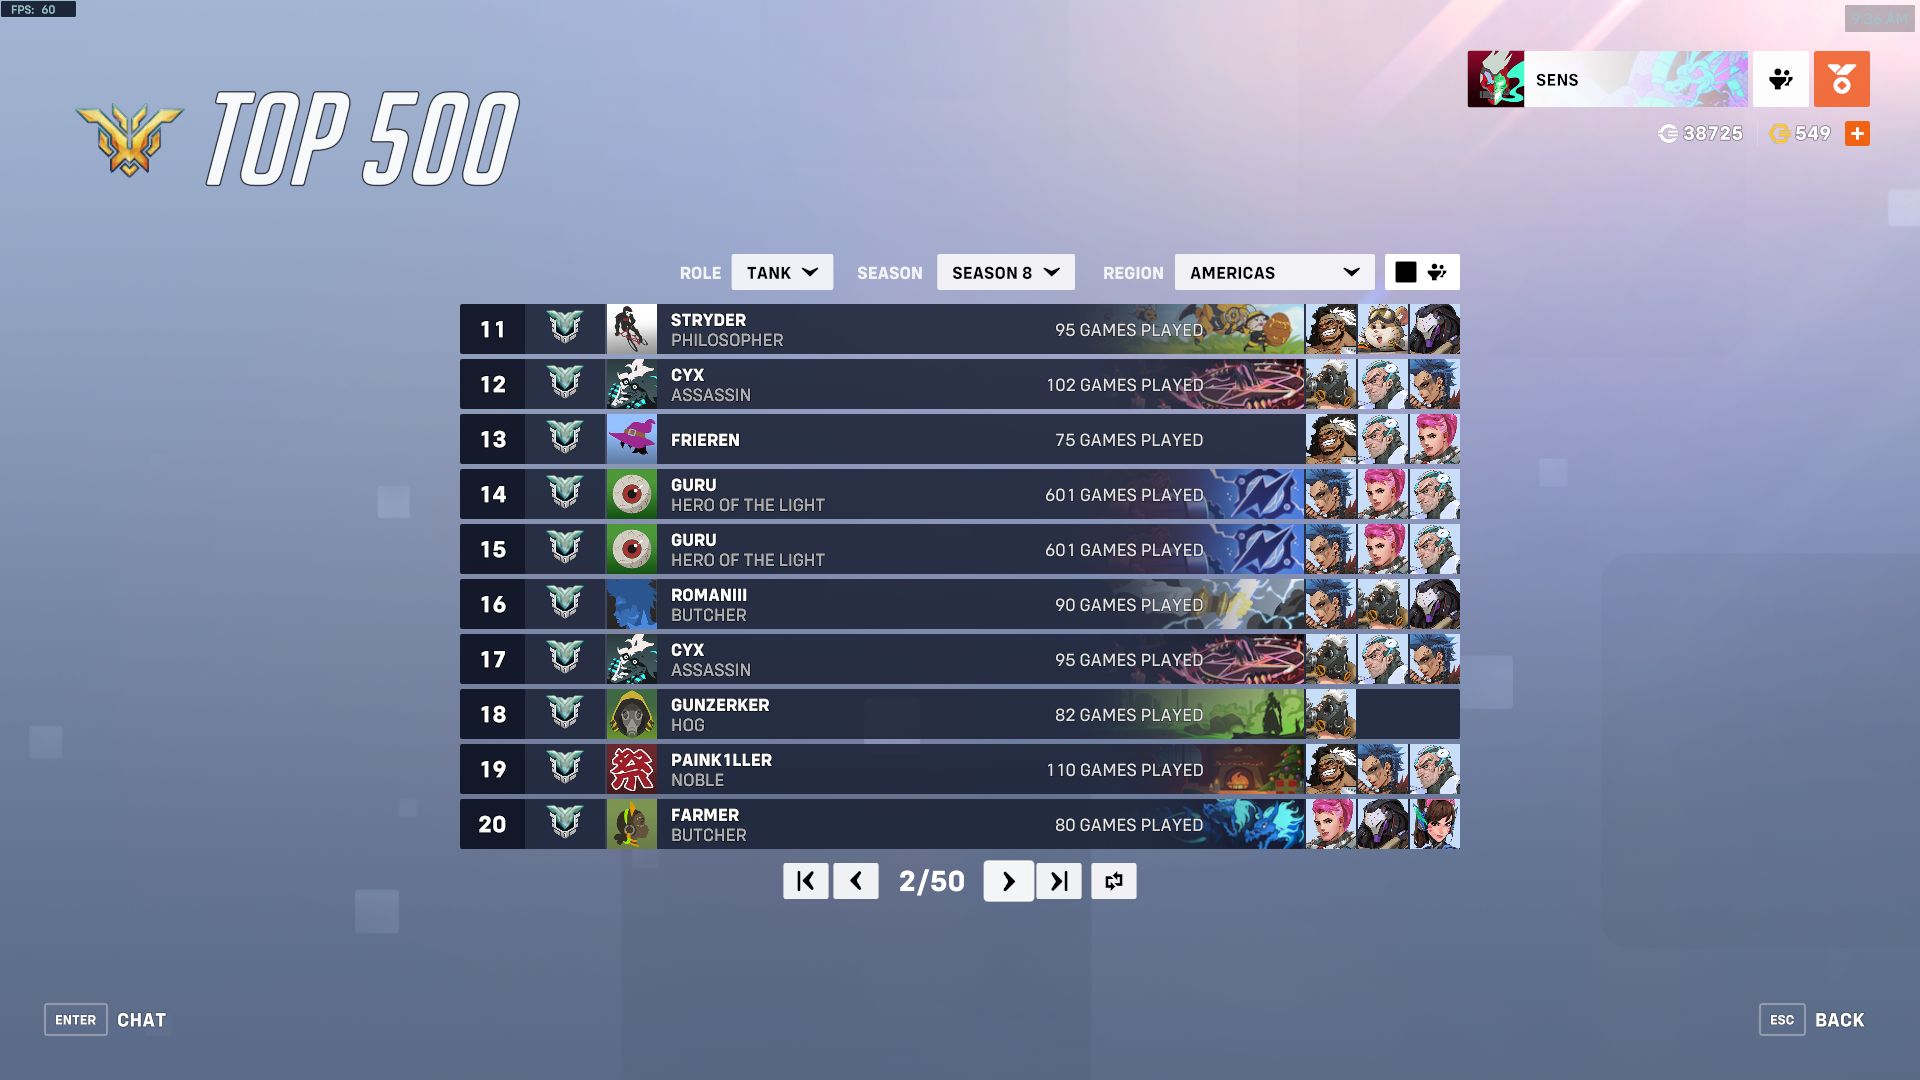 FPS: 60
9:36 AM
TOP 500
SENS
38725
549
ROLE TANK SEASON SEASON 8 REGION AMERICAS
11 STRYDER 95 GAMES PLAYED
PHILOSOPHER
12 CYX 102 GAMES PLAYED
ASSASSIN
13 FRIEREN 75 GAMES PLAYED
14 GURU 601 GAMES PLAYED
HERO OF THE LIGHT
15 GURU 601 GAMES PLAYED
HERO OF THE LIGHT
16 ROMANIII 90 GAMES PLAYED
BUTCHER
17 CYX 95 GAMES PLAYED
ASSASSIN
18 GUNZERKER 82 GAMES PLAYED
HOG
19 祭 PAINK1LLER 110 GAMES PLAYED
NOBLE
20 FARMER 80 GAMES PLAYED
BUTCHER
2/50
ENTER CHAT
ESC BACK